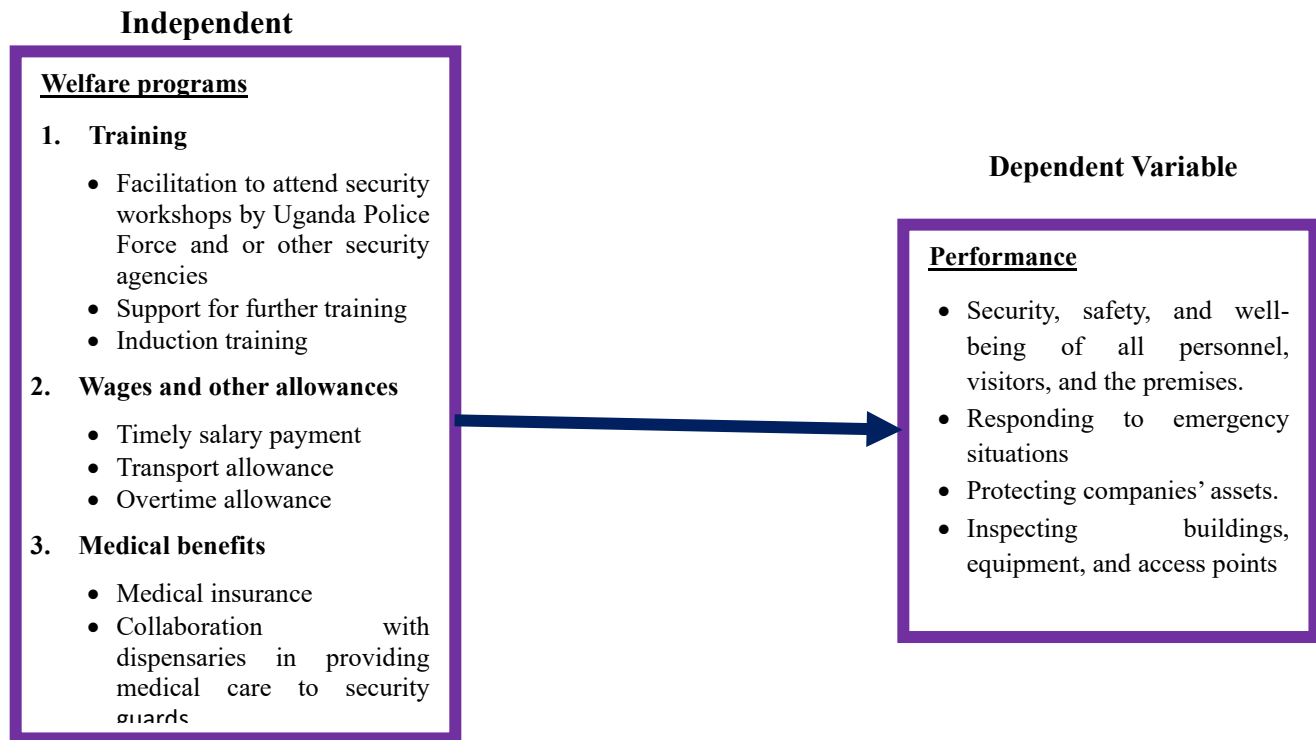 Independent
Welfare programs
1. Training
• Facilitation to attend security
workshops by Uganda Police
Force and or other security
agencies
• Support for further training
• Induction training
2. Wages and other allowances
• Timely salary payment
• Transport allowance
• Overtime allowance
3. Medical benefits
• Medical insurance
• Collaboration with
dispensaries in providing
medical care to security
guards
Dependent Variable
Performance
• Security, safety, and well-
being of all personnel,
visitors, and the premises.
• Responding to emergency
situations
• Protecting companies’ assets.
• Inspecting buildings,
equipment, and access points